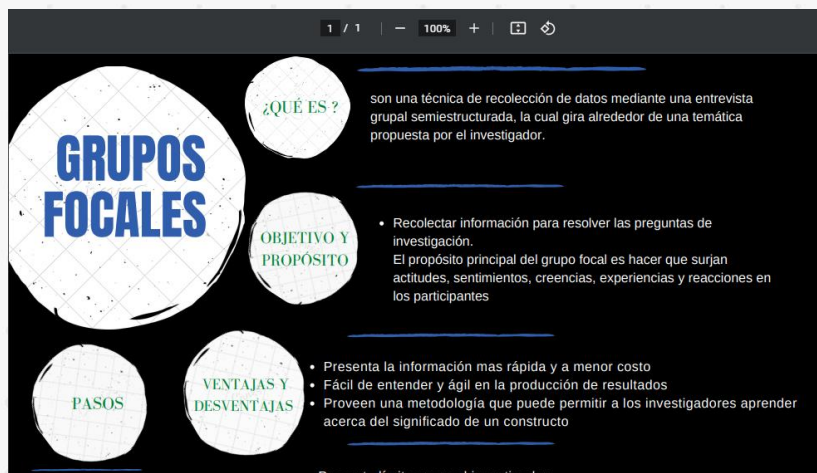 1 / 1
100%
GRUPOS
FOCALES
¿QUÉ ES ?
son una técnica de recolección de datos mediante una entrevista
grupal semiestructurada, la cual gira alrededor de una temática
propuesta por el investigador.
OBJETIVO Y
PROPÓSITO
• Recolectar información para resolver las preguntas de
investigación.
El propósito principal del grupo focal es hacer que surjan
actitudes, sentimientos, creencias, experiencias y reacciones en
los participantes
PASOS
VENTAJAS Y
DESVENTAJAS
• Presenta la información mas rápida y a menor costo
• Fácil de entender y ágil en la producción de resultados
• Proveen una metodología que puede permitir a los investigadores aprender
acerca del significado de un constructo